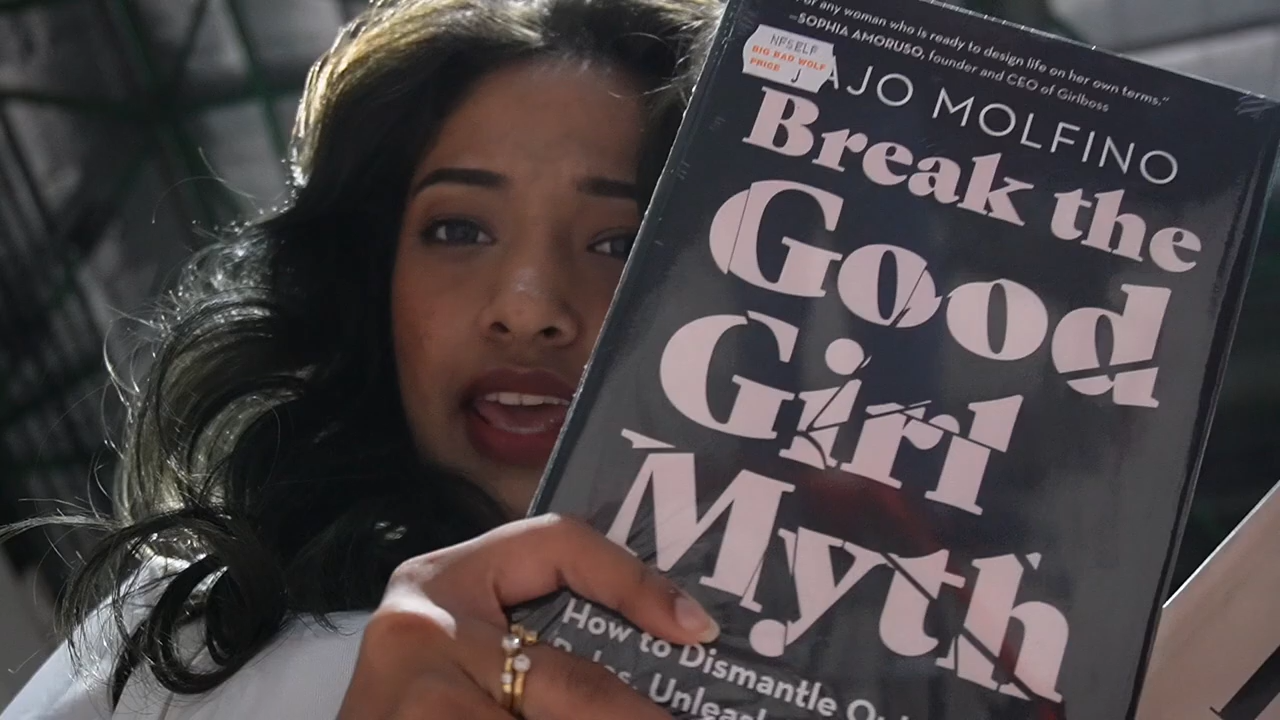 For any woman who is ready to design life on her own terms."
—SOPHIA AMORUSO, founder and CEO of Girlboss
NFSELF
BIG BAD WOLF
PRICE
AJO MOLFINO
Break the
Good
Girl
Myth
How to Dismantle